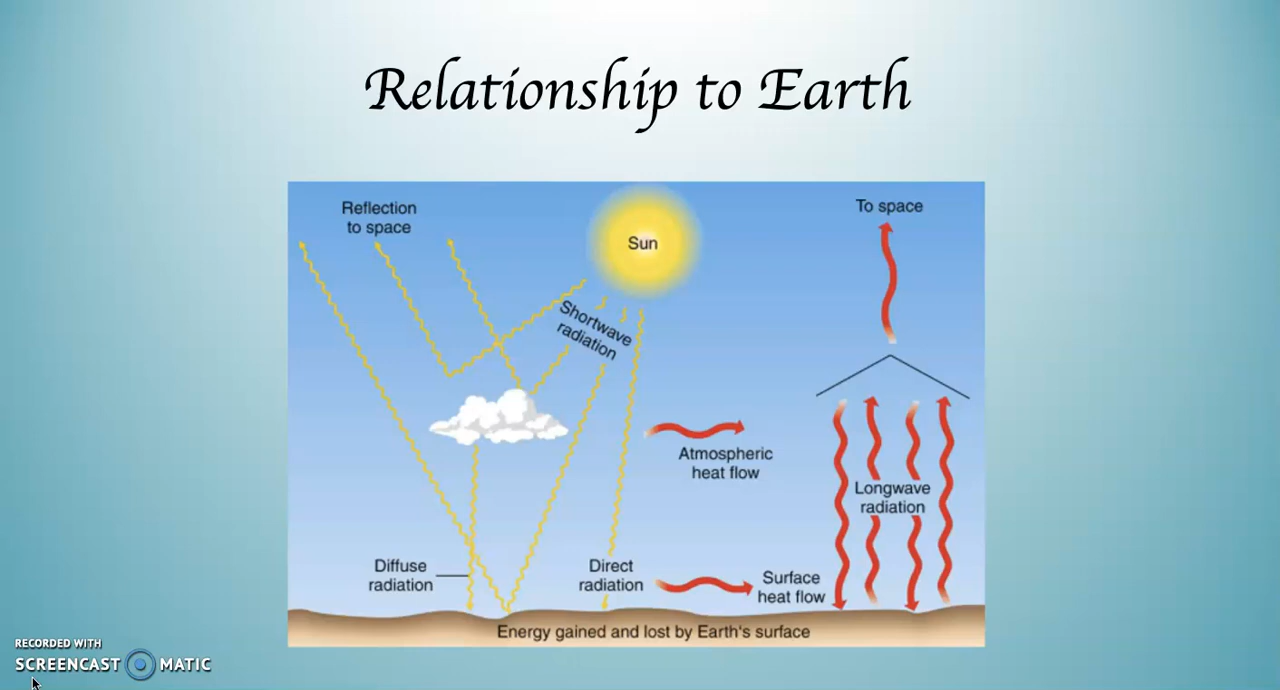 Relationship to Earth
Reflection
to space
Sun
To space
Shortwave
radiation
Atmospheric
heat flow
Longwave
radiation
Diffuse
radiation
Direct
radiation
Surface
heat flow
Energy gained and lost by Earth's surface
RECORDED WITH
SCREENCAST MATIC